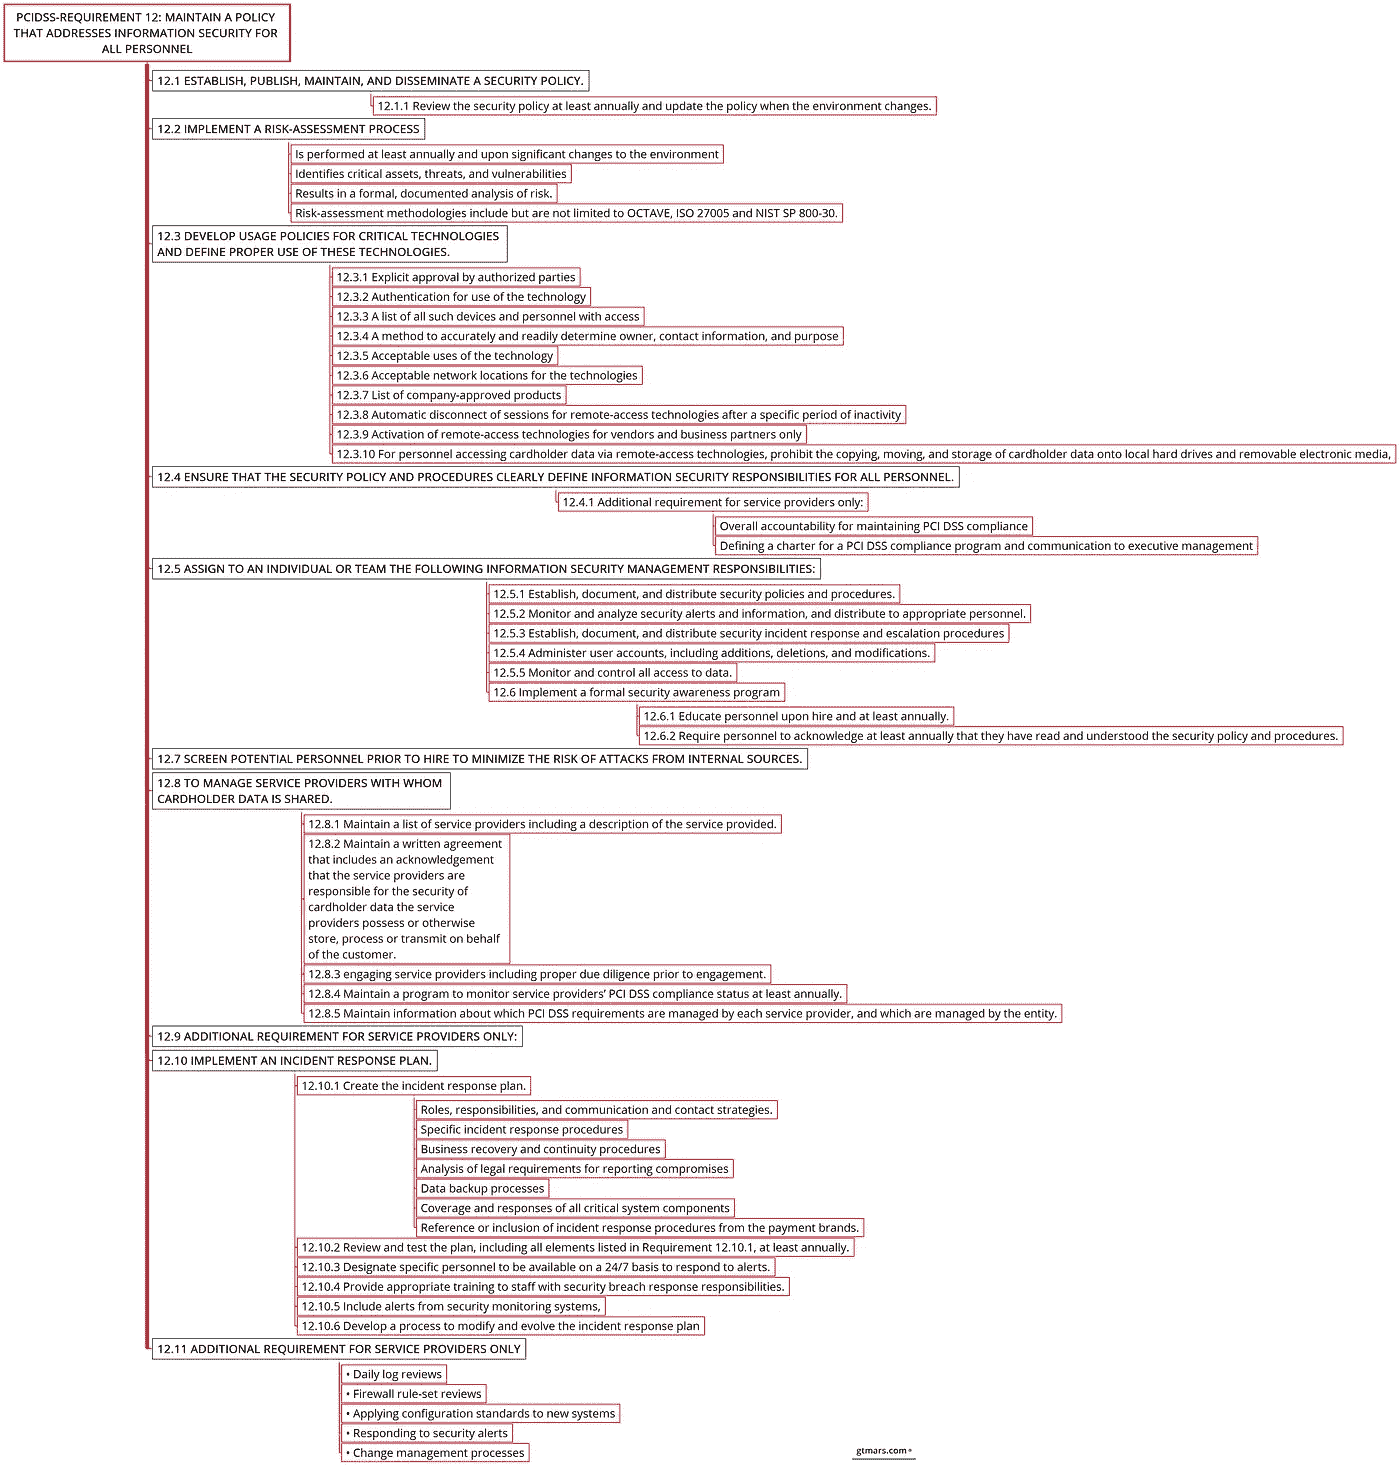 PCIDSS-REQUIREMENT 12: MAINTAIN A POLICY
THAT ADDRESSES INFORMATION SECURITY FOR
ALL PERSONNEL
12.1 ESTABLISH, PUBLISH, MAINTAIN, AND DISSEMINATE A SECURITY POLICY.
12.1.1 Review the security policy at least annually and update the policy when the environment changes.
12.2 IMPLEMENT A RISK-ASSESSMENT PROCESS
Is performed at least annually and upon significant changes to the environment
Identifies critical assets, threats, and vulnerabilities
Results in a formal, documented analysis of risk.
Risk-assessment methodologies include but are not limited to OCTAVE, ISO 27005 and NIST SP 800-30.
12.3 DEVELOP USAGE POLICIES FOR CRITICAL TECHNOLOGIES
AND DEFINE PROPER USE OF THESE TECHNOLOGIES.
12.3.1 Explicit approval by authorized parties
12.3.2 Authentication for use of the technology
12.3.3 A list of all such devices and personnel with access
12.3.4 A method to accurately and readily determine owner, contact information, and purpose
12.3.5 Acceptable uses of the technology
12.3.6 Acceptable network locations for the technologies
12.3.7 List of company-approved products
12.3.8 Automatic disconnect of sessions for remote-access technologies after a specific period of inactivity
12.3.9 Activation of remote-access technologies for vendors and business partners only
12.3.10 For personnel accessing cardholder data via remote-access technologies, prohibit the copying, moving, and storage of cardholder data onto local hard drives and removable electronic media,
12.4 ENSURE THAT THE SECURITY POLICY AND PROCEDURES CLEARLY DEFINE INFORMATION SECURITY RESPONSIBILITIES FOR ALL PERSONNEL.
12.4.1 Additional requirement for service providers only:
Overall accountability for maintaining PCI DSS compliance
Defining a charter for a PCI DSS compliance program and communication to executive management
12.5 ASSIGN TO AN INDIVIDUAL OR TEAM THE FOLLOWING INFORMATION SECURITY MANAGEMENT RESPONSIBILITIES:
12.5.1 Establish, document, and distribute security policies and procedures.
12.5.2 Monitor and analyze security alerts and information, and distribute to appropriate personnel.
12.5.3 Establish, document, and distribute security incident response and escalation procedures
12.5.4 Administer user accounts, including additions, deletions, and modifications.
12.5.5 Monitor and control all access to data.
12.6 Implement a formal security awareness program
12.6.1 Educate personnel upon hire and at least annually.
12.6.2 Require personnel to acknowledge at least annually that they have read and understood the security policy and procedures.
12.7 SCREEN POTENTIAL PERSONNEL PRIOR TO HIRE TO MINIMIZE THE RISK OF ATTACKS FROM INTERNAL SOURCES.
12.8 TO MANAGE SERVICE PROVIDERS WITH WHOM
CARDHOLDER DATA IS SHARED.
12.8.1 Maintain a list of service providers including a description of the service provided.
12.8.2 Maintain a written agreement
that includes an acknowledgement
that the service providers are
responsible for the security of
cardholder data the service
providers possess or otherwise
store, process or transmit on behalf
of the customer.
12.8.3 engaging service providers including proper due diligence prior to engagement.
12.8.4 Maintain a program to monitor service providers' PCI DSS compliance status at least annually.
12.8.5 Maintain information about which PCI DSS requirements are managed by each service provider, and which are managed by the entity.
12.9 ADDITIONAL REQUIREMENT FOR SERVICE PROVIDERS ONLY:
12.10 IMPLEMENT AN INCIDENT RESPONSE PLAN.
12.10.1 Create the incident response plan.
Roles, responsibilities, and communication and contact strategies.
Specific incident response procedures
Business recovery and continuity procedures
Analysis of legal requirements for reporting compromises
Data backup processes
Coverage and responses of all critical system components
Reference or inclusion of incident response procedures from the payment brands.
12.10.2 Review and test the plan, including all elements listed in Requirement 12.10.1, at least annually.
12.10.3 Designate specific personnel to be available on a 24/7 basis to respond to alerts.
12.10.4 Provide appropriate training to staff with security breach response responsibilities.
12.10.5 Include alerts from security monitoring systems,
12.10.6 Develop a process to modify and evolve the incident response plan
12.11 ADDITIONAL REQUIREMENT FOR SERVICE PROVIDERS ONLY
• Daily log reviews
• Firewall rule-set reviews
• Applying configuration standards to new systems
• Responding to security alerts
• Change management processes
gtmars.com